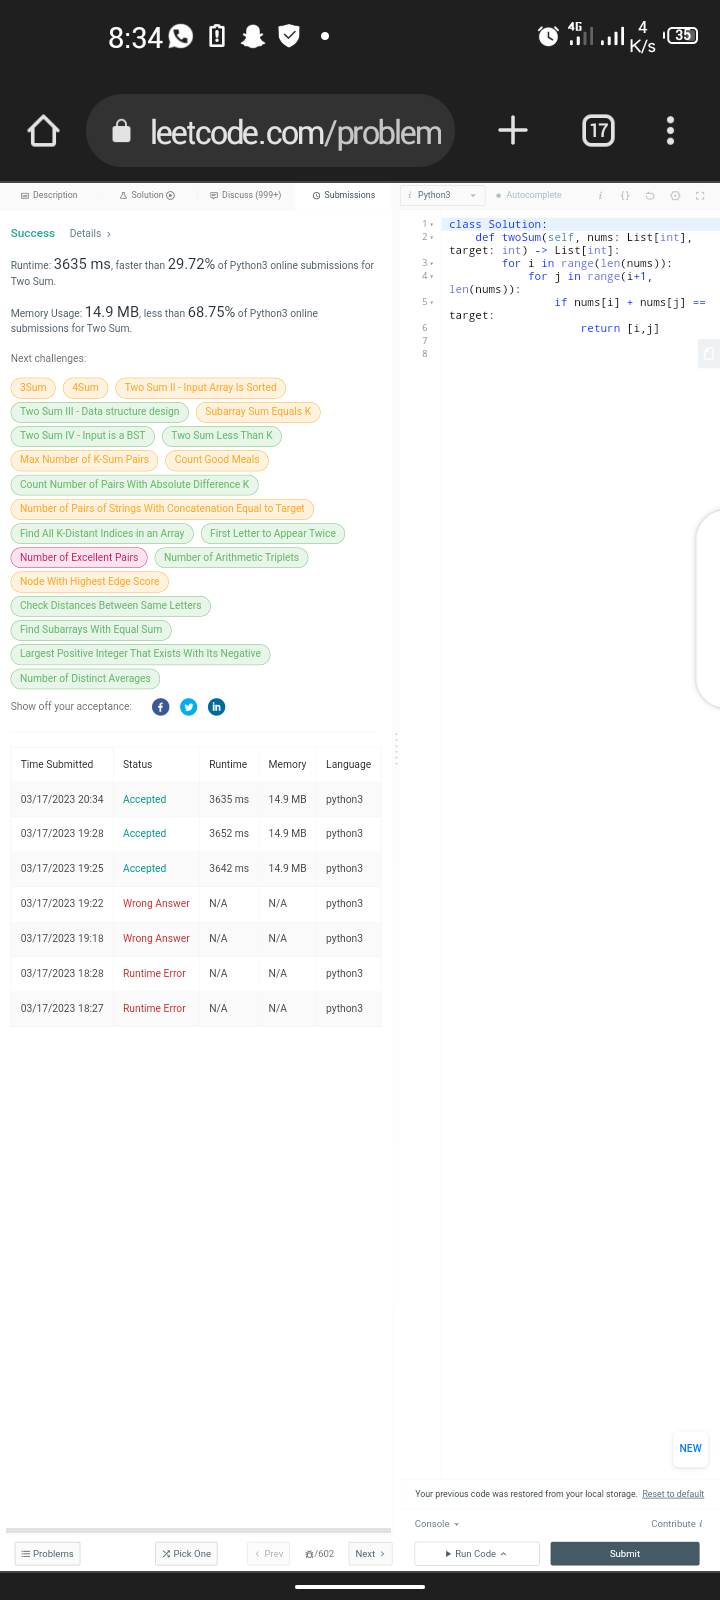 8:34
4G
4
K/s
35
leetcode.com/problem
17
Description
Solution
Discuss (999+)
Submissions
i Python3
Autocomplete
i {}
Success Details >
Runtime: 3635 ms, faster than 29.72% of Python3 online submissions for
Two Sum.
Memory Usage: 14.9 MB, less than 68.75% of Python3 online
submissions for Two Sum.
Next challenges:
3Sum 4Sum Two Sum II - Input Array Is Sorted
Two Sum III - Data structure design Subarray Sum Equals K
Two Sum IV - Input is a BST Two Sum Less Than K
Max Number of K-Sum Pairs Count Good Meals
Count Number of Pairs With Absolute Difference K
Number of Pairs of Strings With Concatenation Equal to Target
Find All K-Distant Indices in an Array First Letter to Appear Twice
Number of Excellent Pairs Number of Arithmetic Triplets
Node With Highest Edge Score
Check Distances Between Same Letters
Find Subarrays With Equal Sum
Largest Positive Integer That Exists With Its Negative
Number of Distinct Averages
Show off your acceptance: f in
Time Submitted Status Runtime Memory Language
03/17/2023 20:34 Accepted 3635 ms 14.9 MB python3
03/17/2023 19:28 Accepted 3652 ms 14.9 MB python3
03/17/2023 19:25 Accepted 3642 ms 14.9 MB python3
03/17/2023 19:22 Wrong Answer N/A N/A python3
03/17/2023 19:18 Wrong Answer N/A N/A python3
03/17/2023 18:28 Runtime Error N/A N/A python3
03/17/2023 18:27 Runtime Error N/A N/A python3
1 class Solution:
2     def twoSum(self, nums: List[int],
target: int) -> List[int]:
3         for i in range(len(nums)):
4             for j in range(i+1,
len(nums)):
5                 if nums[i] + nums[j] ==
target:
6                     return [i,j]
7
8
NEW
Your previous code was restored from your local storage. Reset to default
Console Contribute i
Problems Pick One < Prev /602 Next > Run Code Submit